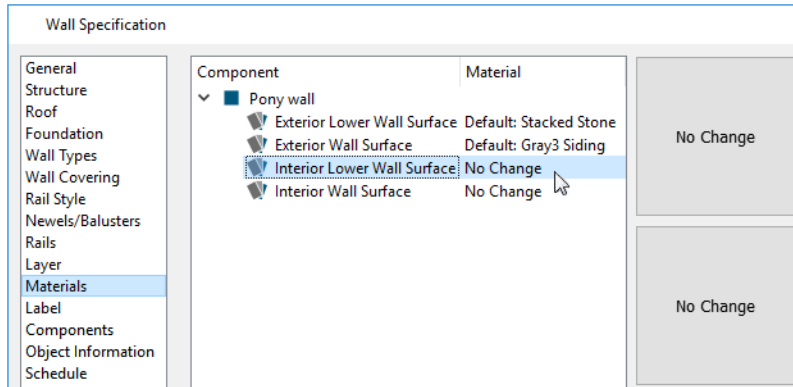 Wall Specification
General
Structure
Roof
Foundation
Wall Types
Wall Covering
Rail Style
Newels/Balusters
Rails
Layer
Materials
Label
Components
Object Information
Schedule
Component Material
Pony wall
Exterior Lower Wall Surface Default: Stacked Stone
Exterior Wall Surface Default: Gray3 Siding
Interior Lower Wall Surface No Change
Interior Wall Surface No Change
No Change
No Change